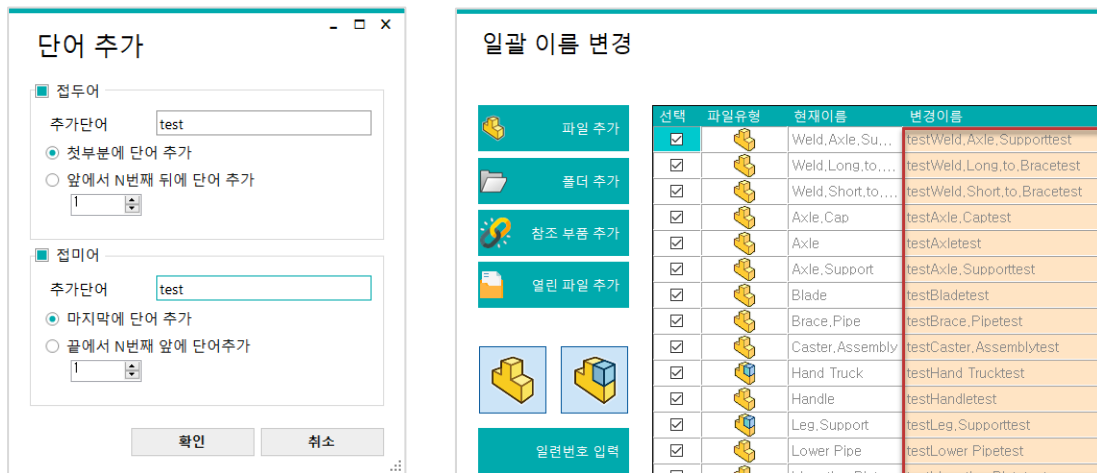 단어 추가
접두어
추가단어 test
첫부분에 단어 추가
앞에서 N번째 뒤에 단어 추가
1
접미어
추가단어 test
마지막에 단어 추가
끝에서 N번째 앞에 단어추가
1
확인 취소
일괄 이름 변경
파일 추가
폴더 추가
참조 부품 추가
열린 파일 추가
일련번호 입력
선택 파일유형 현재이름 변경이름
Weld,Axle,Su,,, testWeld,Axle,Supporttest
Weld,Long,to,,,, testWeld,Long,to,Bracetest
Weld,Short,to,,,, testWeld,Short,to,Bracetest
Axle,Cap testAxle,Captest
Axle testAxletest
Axle,Support testAxle,Supporttest
Blade testBladetest
Brace,Pipe testBrace,Pipetest
Caster,Assembly testCaster,Assemblytest
Hand Truck testHand Trucktest
Handle testHandletest
Leg,Support testLeg,Supporttest
Lower Pipe testLower Pipetest